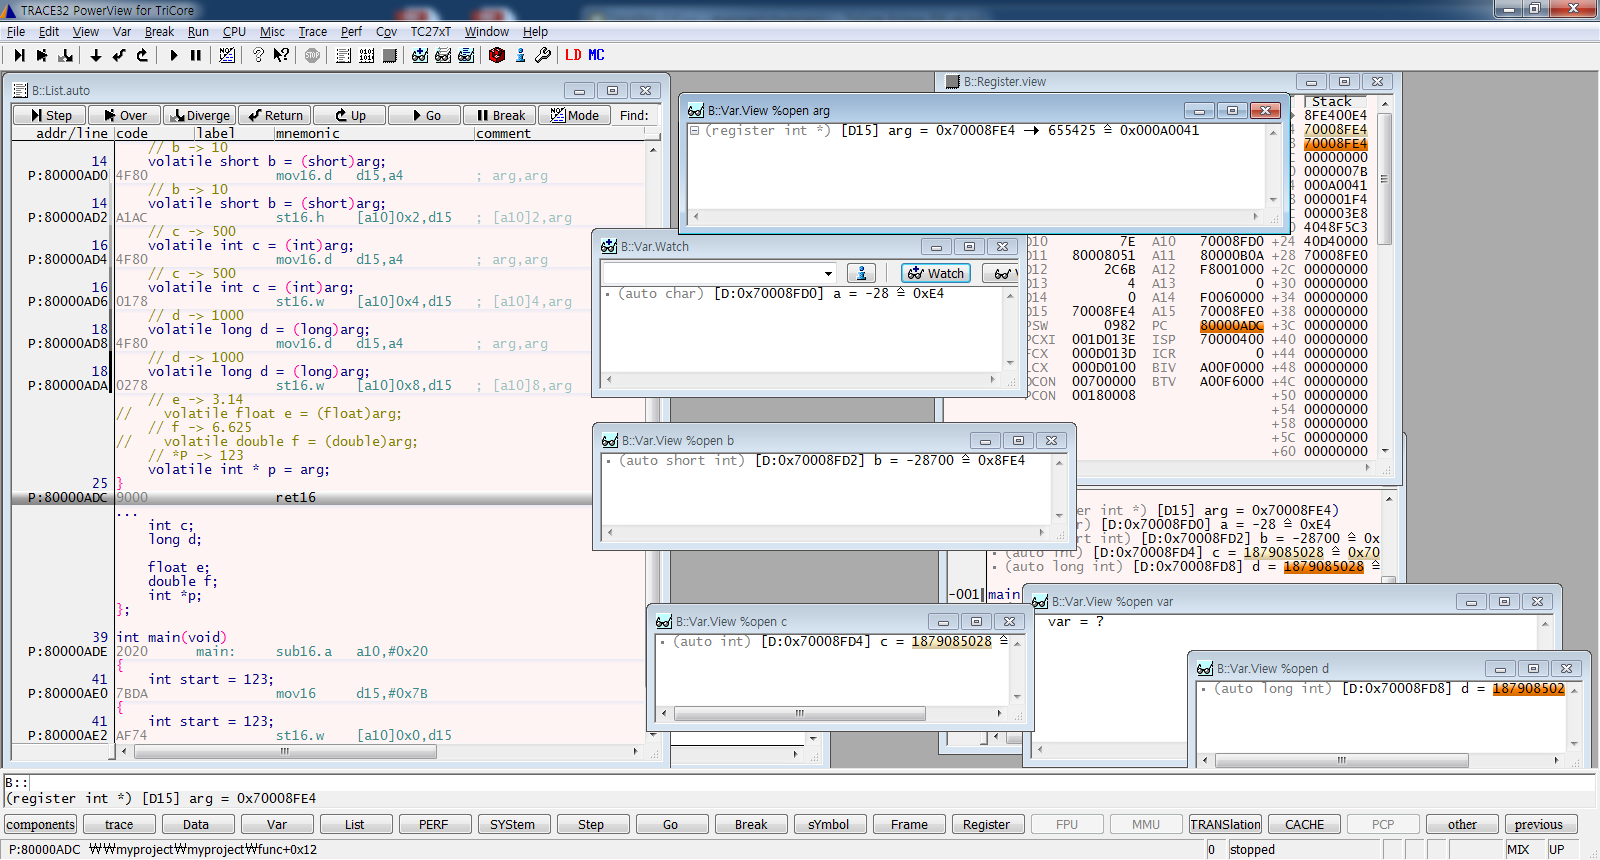 TRACE32 PowerView for TriCore
File Edit View Var Break Run CPU Misc Trace Perf Cov TC27xT Window Help
LD MC
B::List.auto
Step Over Diverge Return Up Go Break Mode Find:
addr/line code label mnemonic comment
// b -> 10
14 volatile short b = (short)arg;
P:80000AD0 4F80 mov16.d d15,a4 ; arg,arg
// b -> 10
14 volatile short b = (short)arg;
P:80000AD2 A1AC st16.h [a10]0x2,d15 ; [a10]2,arg
// c -> 500
16 volatile int c = (int)arg;
P:80000AD4 4F80 mov16.d d15,a4 ; arg,arg
// c -> 500
16 volatile int c = (int)arg;
P:80000AD6 0178 st16.w [a10]0x4,d15 ; [a10]4,arg
// d -> 1000
18 volatile long d = (long)arg;
P:80000AD8 4F80 mov16.d d15,a4 ; arg,arg
// d -> 1000
18 volatile long d = (long)arg;
P:80000ADA 0278 st16.w [a10]0x8,d15 ; [a10]8,arg
// e -> 3.14
// volatile float e = (float)arg;
// f -> 6.625
// volatile double f = (double)arg;
// *P -> 123
volatile int * p = arg;
25 }
P:80000ADC 9000 ret16
...
int c;
long d;
float e;
double f;
int *p;
};
39 int main(void)
P:80000ADE 2020 main: sub16.a a10,#0x20
{
41 int start = 123;
P:80000AE0 7BDA mov16 d15,#0x7B
{
41 int start = 123;
P:80000AE2 AF74 st16.w [a10]0x0,d15
B::Register.view
Stack
8FE400E4
70008FE4
70008FE4
00000000
0000007B
000A0041
000001F4
000003E8
4048F5C3
D10 7E A10 70008FD0 +24 40D40000
D11 80008051 A11 80000B0A +28 70008FE0
D12 2C6B A12 F8001000 +2C 00000000
D13 4 A13 0 +30 00000000
D14 0 A14 F0060000 +34 00000000
D15 70008FE4 A15 70008FE0 +38 00000000
PSW 0982 PC 80000ADC +3C 00000000
PCXI 001D013E ISP 70000400 +40 00000000
FCX 000D013D ICR 0 +44 00000000
LCX 000D0100 BIV A00F0000 +48 00000000
DCON 00700000 BTV A00F6000 +4C 00000000
PCON 00180008 +50 00000000
+54 00000000
+58 00000000
+5C 00000000
+60 00000000
B::Var.View %open arg
(register int *) [D15] arg = 0x70008FE4 → 655425 ≙ 0x000A0041
B::Var.Watch
Watch
(auto char) [D:0x70008FD0] a = -28 ≙ 0xE4
B::Var.View %open b
(auto short int) [D:0x70008FD2] b = -28700 ≙ 0x8FE4
er int *) [D15] arg = 0x70008FE4)
r) [D:0x70008FD0] a = -28 ≙ 0xE4
rt int) [D:0x70008FD2] b = -28700 ≙ 0x
(auto int) [D:0x70008FD4] c = 1879085028 ≙ 0x70
(auto long int) [D:0x70008FD8] d = 1879085028 ≙
-001 main
B::Var.View %open c
(auto int) [D:0x70008FD4] c = 1879085028 ≙
B::Var.View %open var
var = ?
B::Var.View %open d
(auto long int) [D:0x70008FD8] d = 187908502
B::
(register int *) [D15] arg = 0x70008FE4
components trace Data Var List PERF SYStem Step Go Break sYmbol Frame Register FPU MMU TRANSlation CACHE PCP other previous
P:80000ADC ₩₩myproject₩myproject₩func+0x12 0 stopped MIX UP